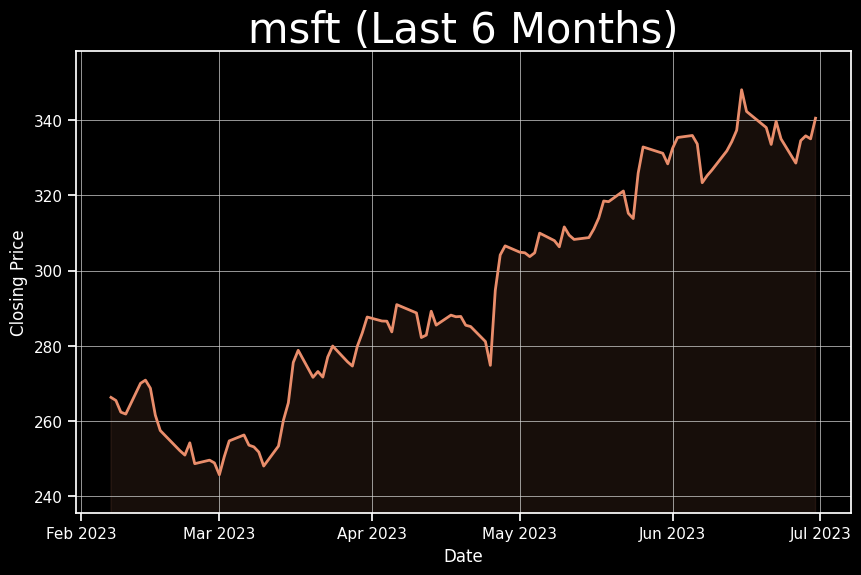 msft (Last 6 Months)
Closing Price
340
320
300
280
260
240
Feb 2023
Mar 2023
Apr 2023
May 2023
Jun 2023
Jul 2023
Date